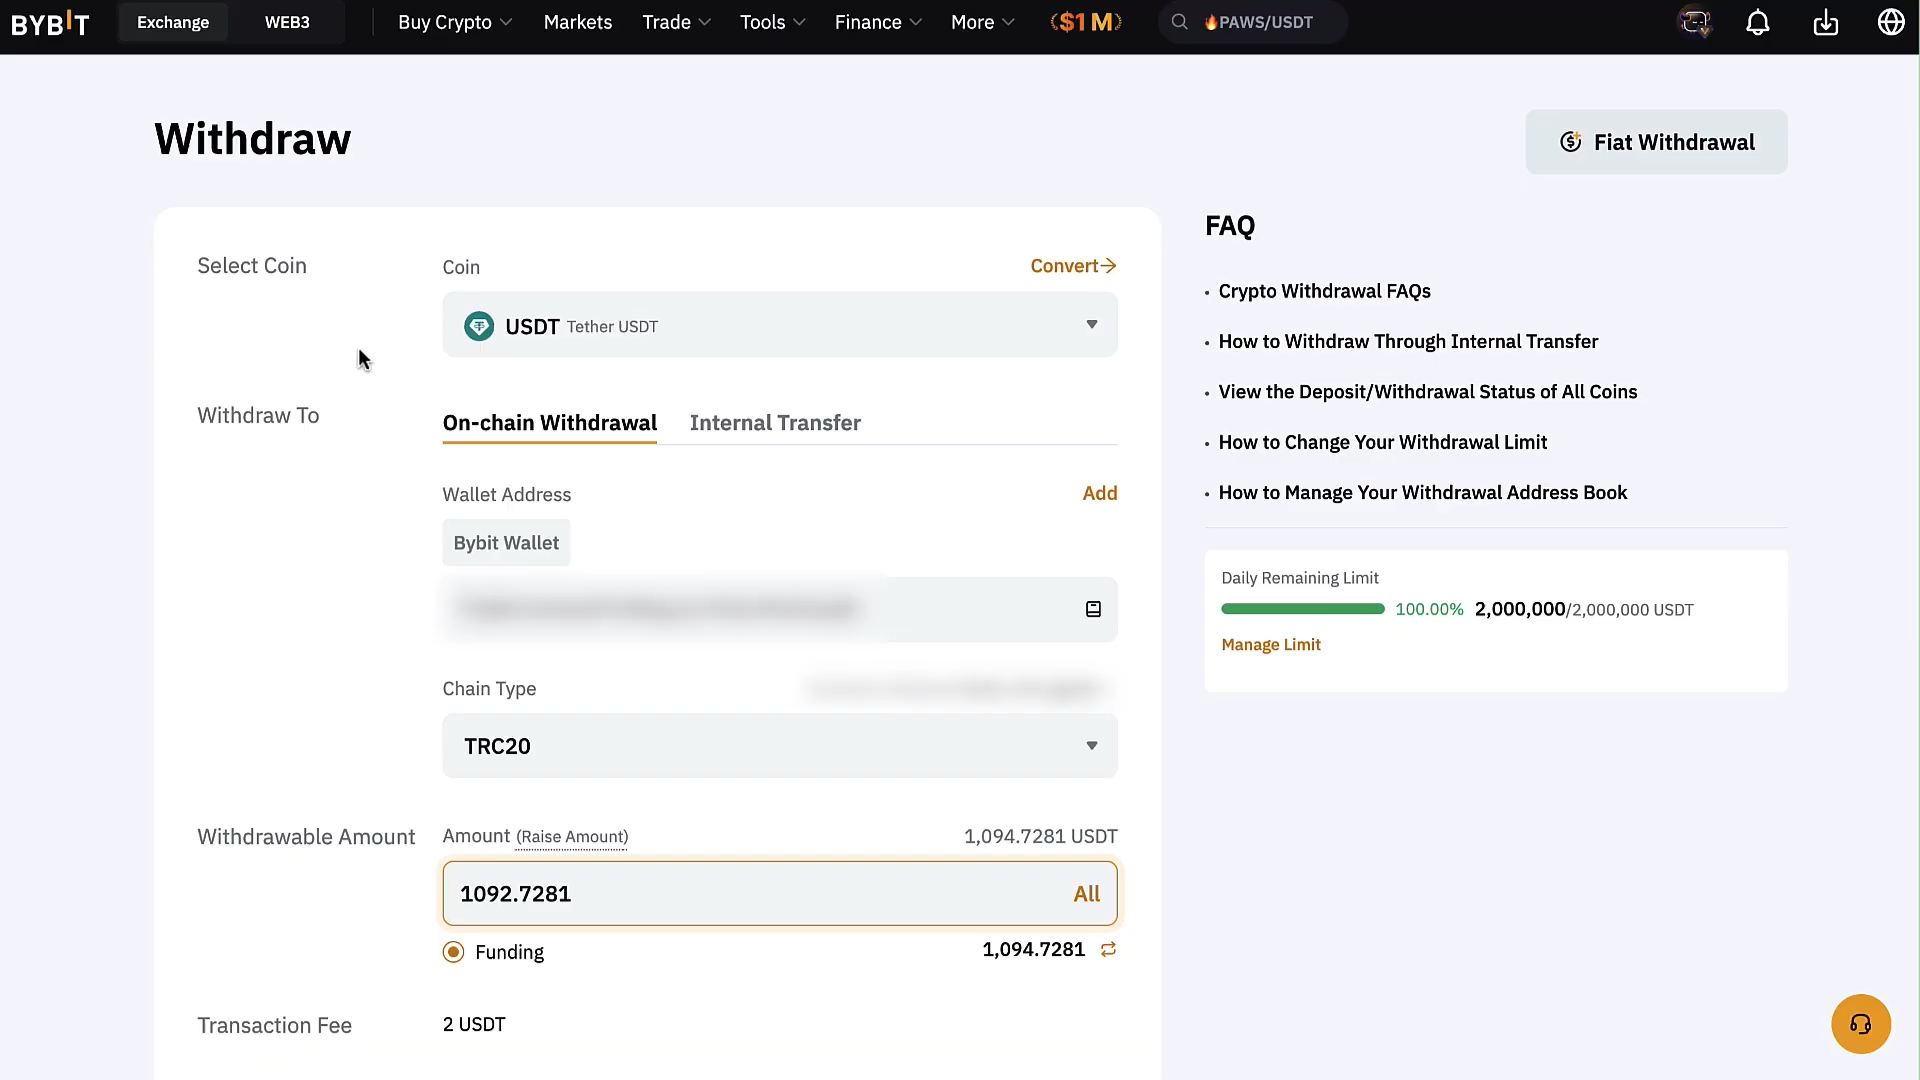 BYBIT Exchange WEB3 Buy Crypto Markets Trade Tools Finance More $1M 🔥PAWS/USDT
Withdraw
Fiat Withdrawal
Select Coin
Coin
Convert→
USDT Tether USDT
Withdraw To
On-chain Withdrawal Internal Transfer
Wallet Address
Add
Bybit Wallet
Chain Type
TRC20
Withdrawable Amount
Amount (Raise Amount)
1,094.7281 USDT
1092.7281
All
Funding
1,094.7281
Transaction Fee
2 USDT
FAQ
• Crypto Withdrawal FAQs
• How to Withdraw Through Internal Transfer
• View the Deposit/Withdrawal Status of All Coins
• How to Change Your Withdrawal Limit
• How to Manage Your Withdrawal Address Book
Daily Remaining Limit
100.00% 2,000,000/2,000,000 USDT
Manage Limit